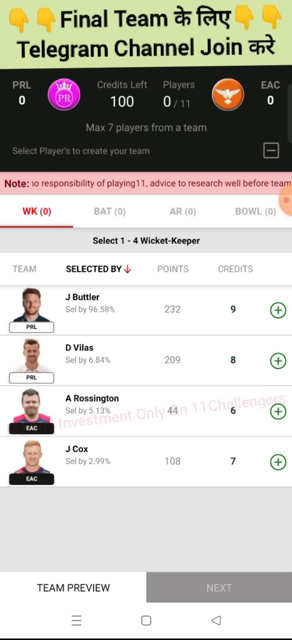 👇👇Final Team के लिए👇👇
Telegram Channel Join करे
PRL
0
PR
Credits Left
100
Players
0 / 11
EAC
0
Max 7 players from a team
Select Player's to create your team
Note: no responsibility of playing11, advice to research well before team
WK (0) BAT (0) AR (0) BOWL (0)
Select 1 - 4 Wicket-Keeper
TEAM SELECTED BY↓ POINTS CREDITS
J Buttler
Sel by 96.58%
232 9
PRL
D Vilas
Sel by 6.84%
209 8
PRL
A Rossington
Sel by 5.13%
44 6
EAC
Investment Only On 11Challengers
J Cox
Sel by 2.99%
108 7
EAC
TEAM PREVIEW NEXT